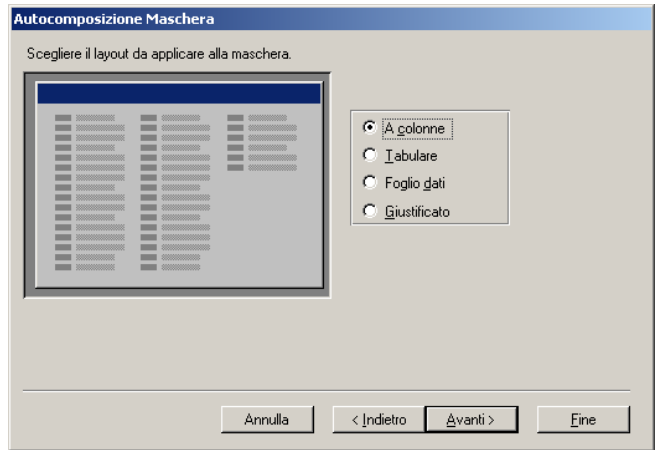 Autocomposizione Maschera
Scegliere il layout da applicare alla maschera.
A colonne
Tabulare
Foglio dati
Giustificato
Annulla
< Indietro
Avanti >
Fine